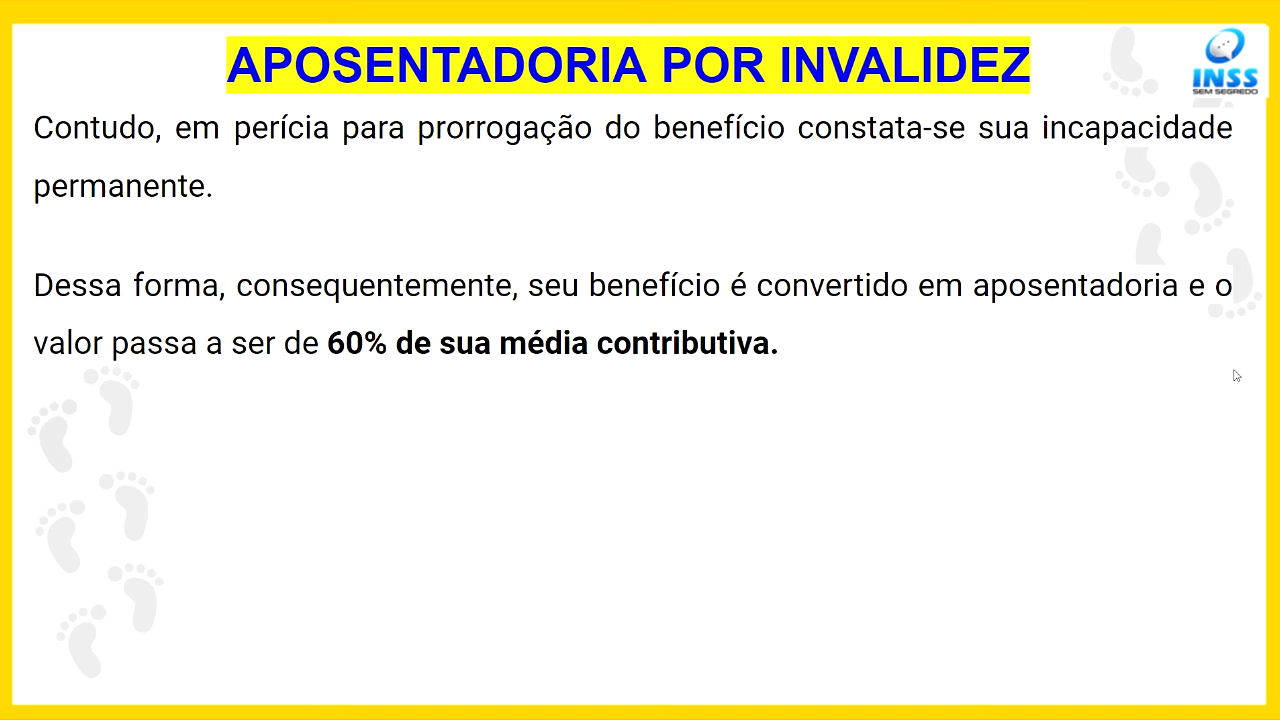 APOSENTADORIA POR INVALIDEZ
INSS
SEM SEGREDO
Contudo, em perícia para prorrogação do benefício constata-se sua incapacidade
permanente.
Dessa forma, consequentemente, seu benefício é convertido em aposentadoria e o
valor passa a ser de 60% de sua média contributiva.